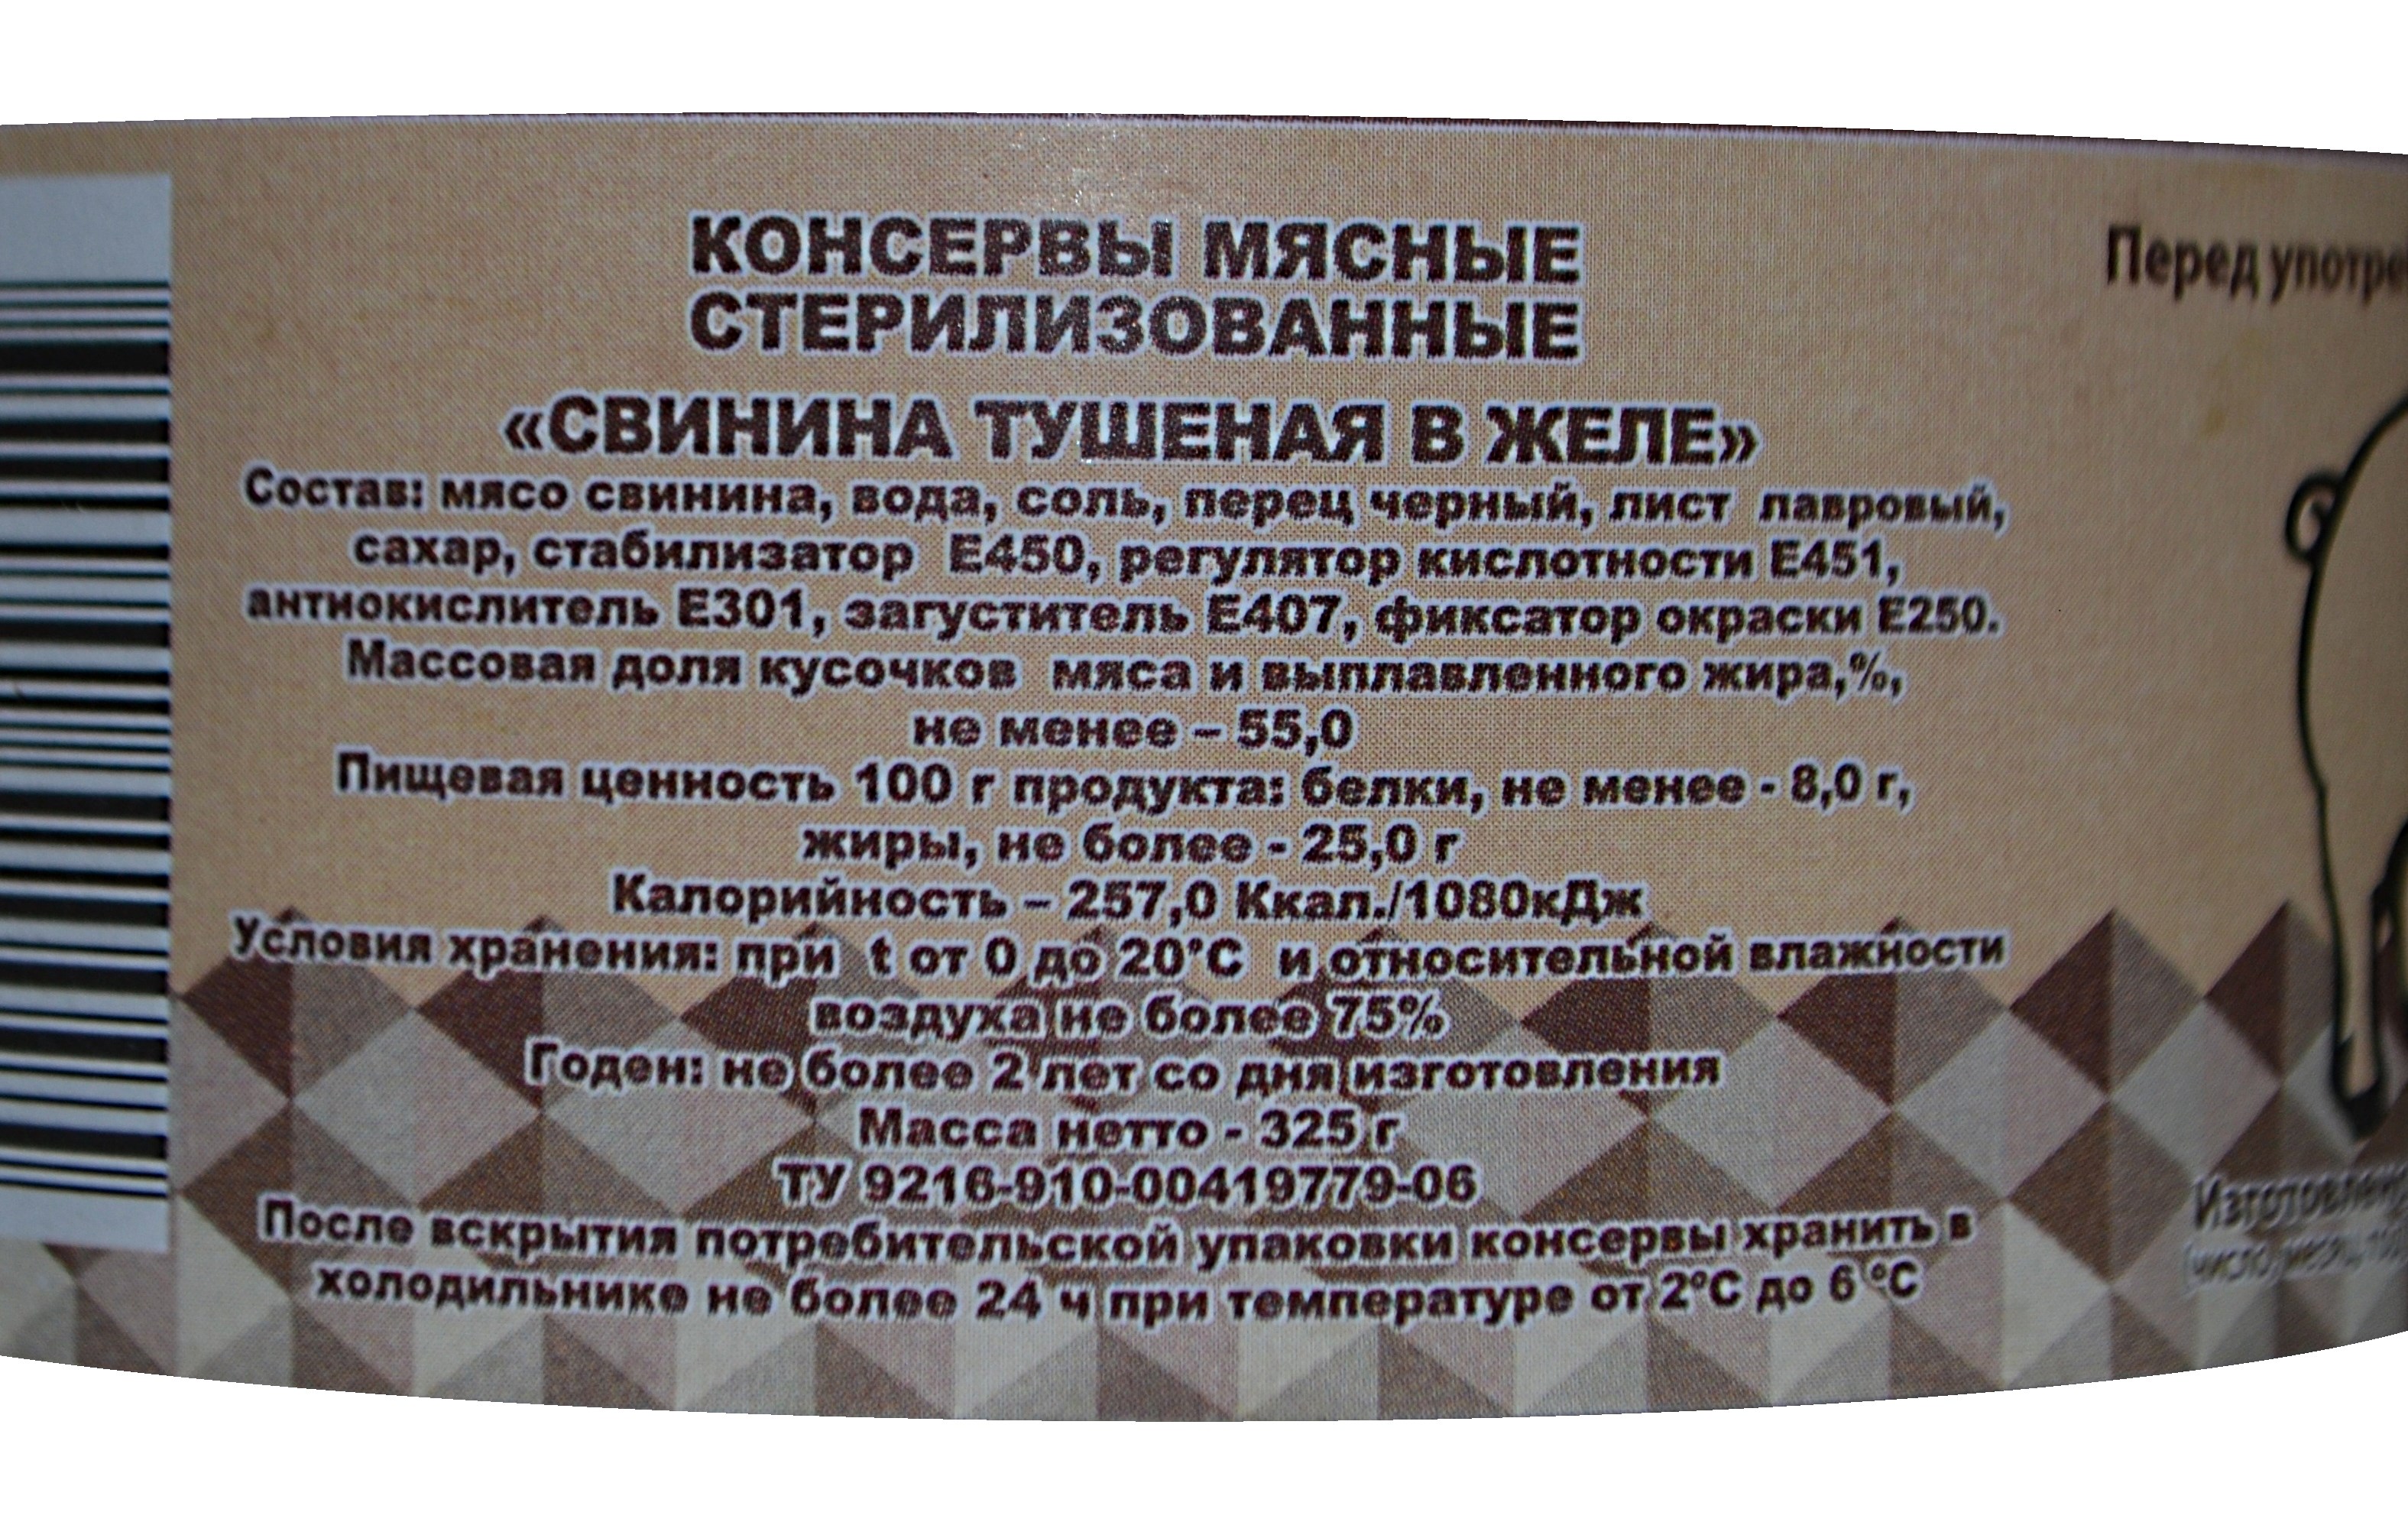 КОНСЕРВЫ МЯСНЫЕ
СТЕРИЛИЗОВАННЫЕ
«СВИНИНА ТУШЕНАЯ В ЖЕЛЕ»
Состав: мясо свинина, вода, соль, перец черный, лист лавровый,
сахар, стабилизатор Е450, регулятор кислотности Е451,
антиокислитель Е301, загуститель Е407, фиксатор окраски Е250.
Массовая доля кусочков мяса и выплавленного жира,%,
не менее – 55,0
Пищевая ценность 100 г продукта: белки, не менее - 8,0 г,
жиры, не более - 25,0 г
Калорийность – 257,0 Ккал./1080кДж
Условия хранения: при t от 0 до 20°С и относительной влажности
воздуха не более 75%
Годен: не более 2 лет со дня изготовления
Масса нетто - 325 г
ТУ 9216-910-00419779-06
После вскрытия потребительской упаковки консервы хранить в
холодильнике не более 24 ч при температуре от 2°С до 6 °С
Перед